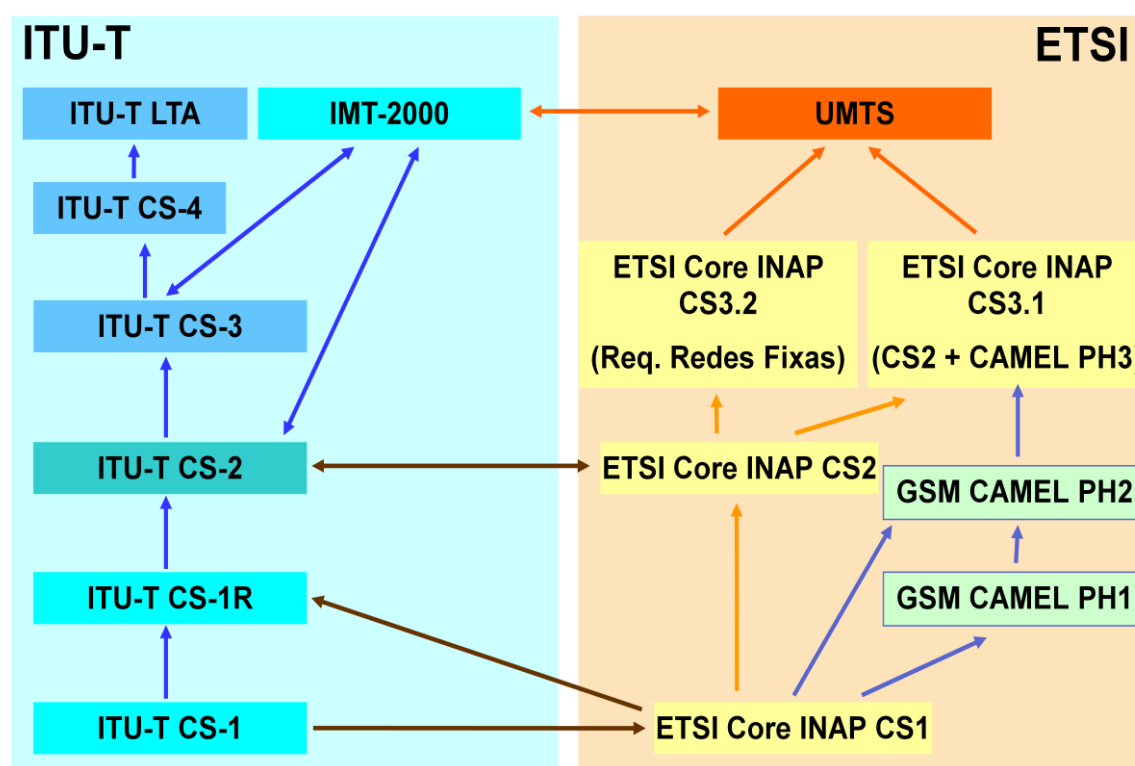 ITU-T
ETSI
ITU-T LTA
IMT-2000
UMTS
ITU-T CS-4
ETSI Core INAP
CS3.2
(Req. Redes Fixas)
ETSI Core INAP
CS3.1
(CS2 + CAMEL PH3)
ITU-T CS-3
ITU-T CS-2
ETSI Core INAP CS2
GSM CAMEL PH2
ITU-T CS-1R
GSM CAMEL PH1
ITU-T CS-1
ETSI Core INAP CS1